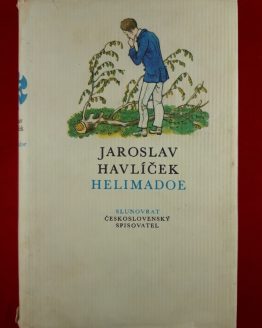 JAROSLAV
HAVLÍČEK
HELIMADOE
SLUNOVRAT
ČESKOSLOVENSKÝ
SPISOVATEL